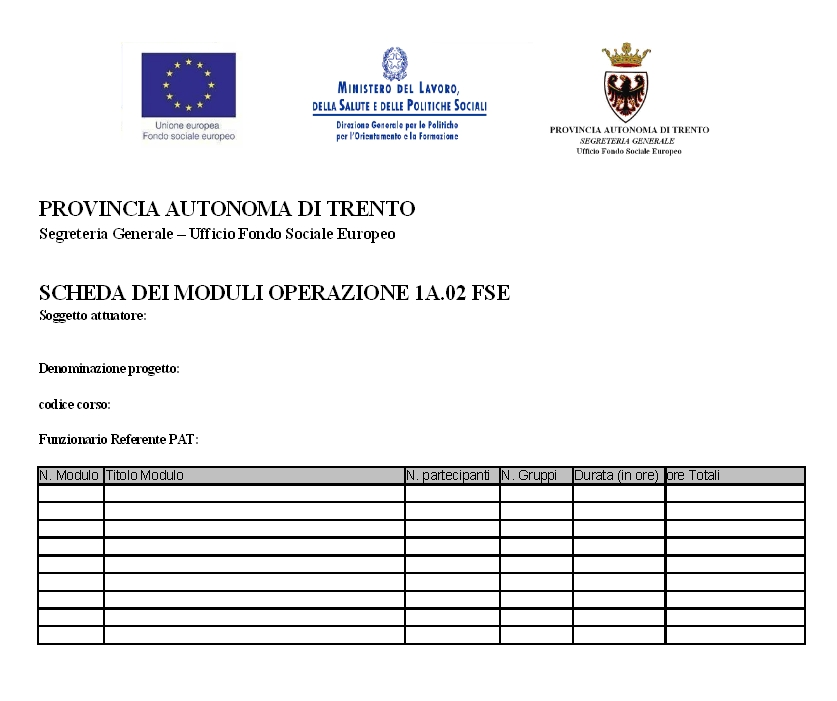 Unione europea
Fondo sociale europeo
MINISTERO DEL LAVORO,
DELLA SALUTE E DELLE POLITICHE SOCIALI
Direzione Generale per le Politiche
per l'Orientamento e la Formazione
PROVINCIA AUTONOMA DI TRENTO
SEGRETERIA GENERALE
Ufficio Fondo Sociale Europeo
PROVINCIA AUTONOMA DI TRENTO
Segreteria Generale – Ufficio Fondo Sociale Europeo
SCHEDA DEI MODULI OPERAZIONE 1A.02 FSE
Soggetto attuatore:
Denominazione progetto:
codice corso:
Funzionario Referente PAT:
N. Modulo Titolo Modulo N. partecipanti N. Gruppi Durata (in ore) ore Totali